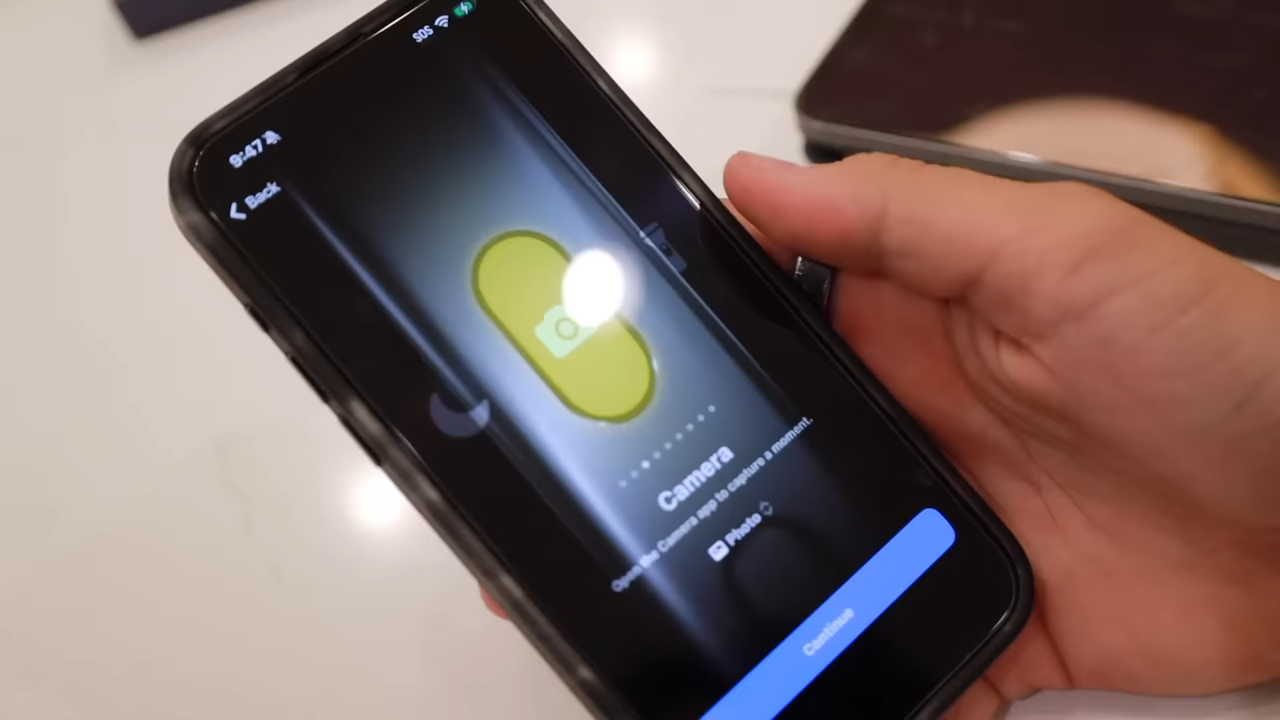 SOS
9:47
Back
Camera
Open the Camera app to capture a moment.
Photo
Continue